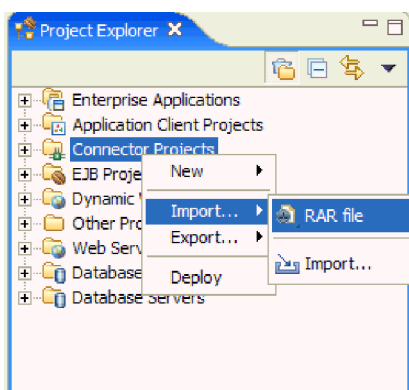 Project Explorer
Enterprise Applications
Application Client Projects
Connector Projects
EJB Proje
New
Dynamic
Import...
RAR file
Other Pro
Export...
Web Serv
Import...
Database
Deploy
Database Servers